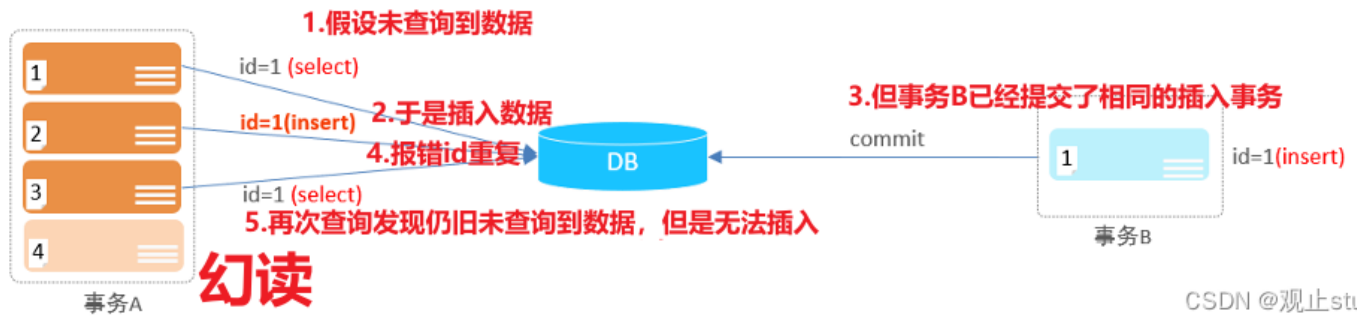 1.假设未查询到数据
1
id=1 (select)
2
id=1(insert)
2.于是插入数据
4.报错id重复
3
id=1 (select)
5.再次查询发现仍旧未查询到数据，但是无法插入
4
幻读
事务A
DB
3.但事务B已经提交了相同的插入事务
commit
1
id=1(insert)
事务B
CSDN @观止stu